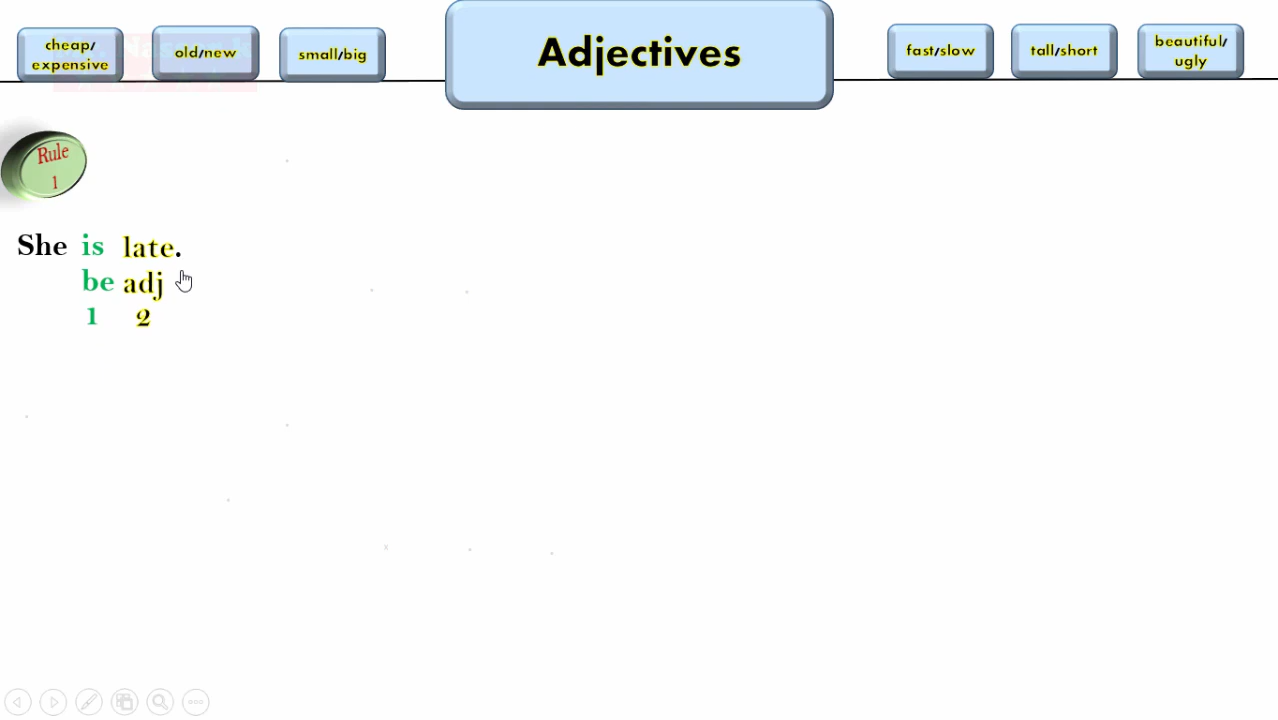 cheap/
expensive
old/new
small/big
Adjectives
fast/slow
tall/short
beautiful/
ugly
Rule
1
She is late.
be adj
1 2